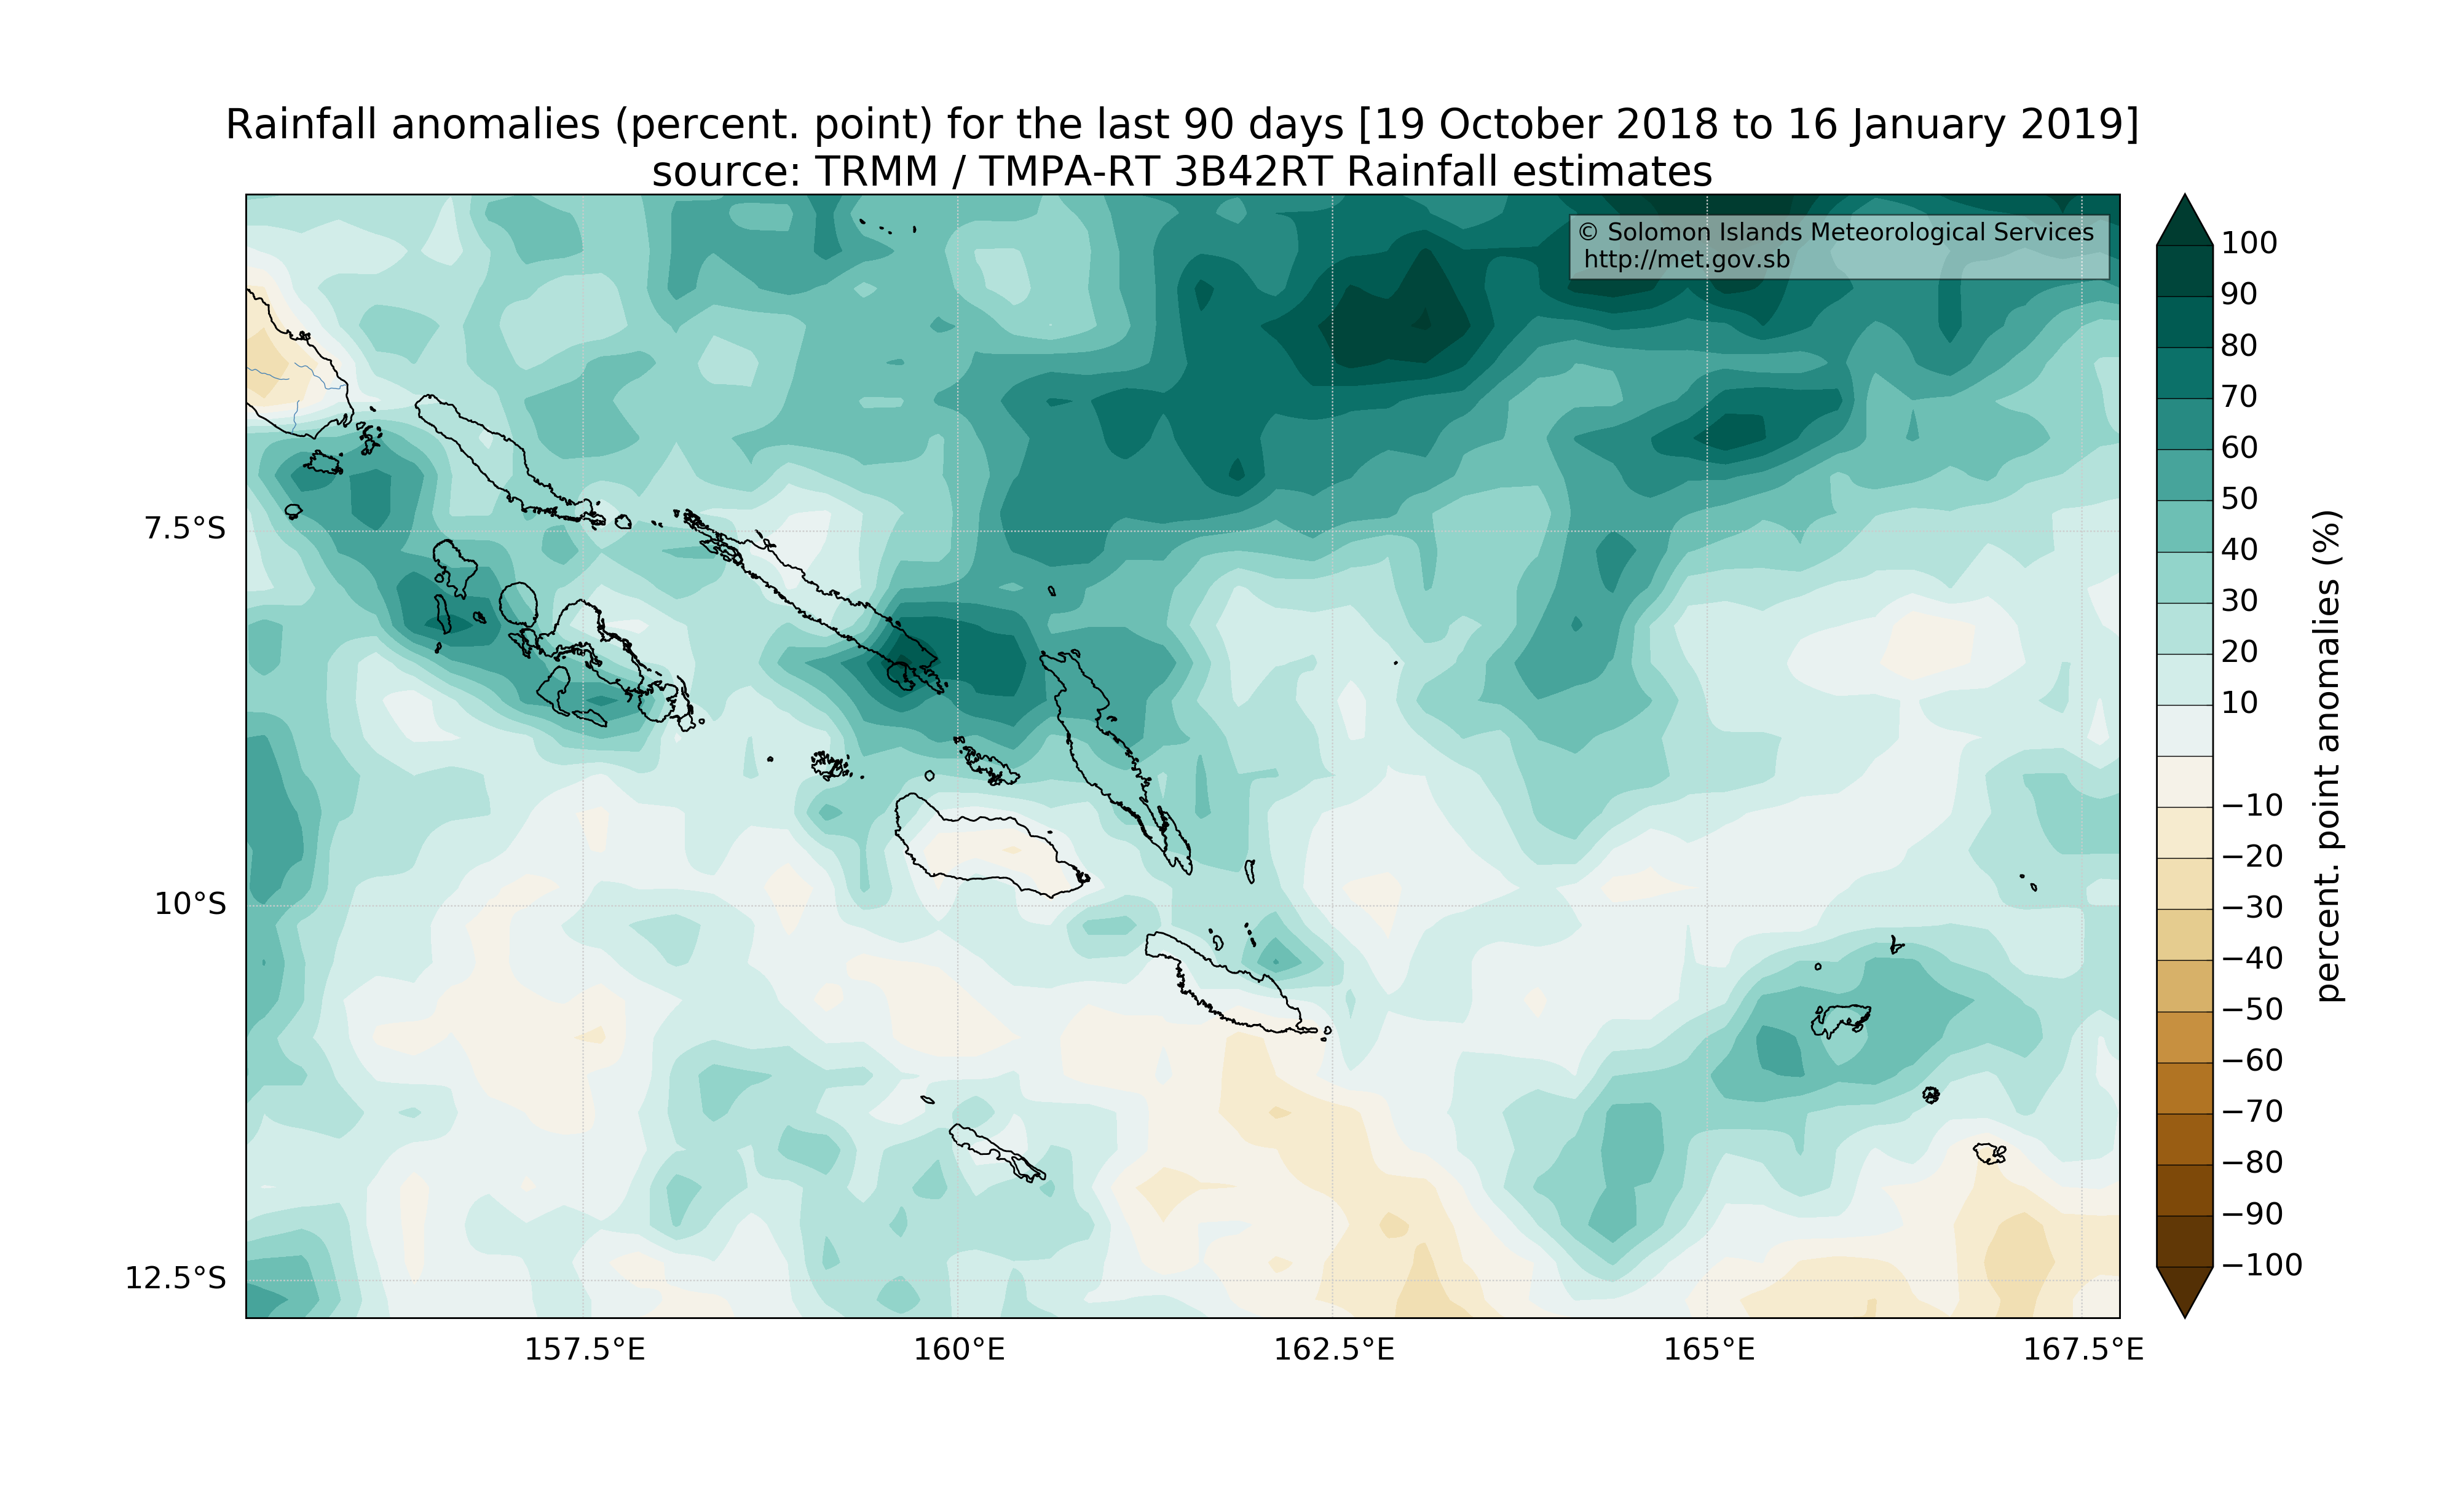 Rainfall anomalies (percent. point) for the last 90 days [19 October 2018 to 16 January 2019]
source: TRMM / TMPA-RT 3B42RT Rainfall estimates
© Solomon Islands Meteorological Services
http://met.gov.sb
7.5°S
10°S
12.5°S
157.5°E
160°E
162.5°E
165°E
167.5°E
100
90
80
70
60
50
40
30
20
10
−10
−20
−30
−40
−50
−60
−70
−80
−90
−100
percent. point anomalies (%)